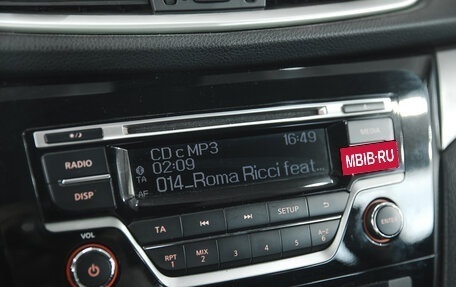 CD c MP3 16:49
MEDIA
RADIO
02:09
MBIB.RU
TA
014_Roma Ricci feat...
DISP
AF
SETUP
ENTER
VOL
TA
RPT 1
MIX 2
3
4
5
A-Z 6